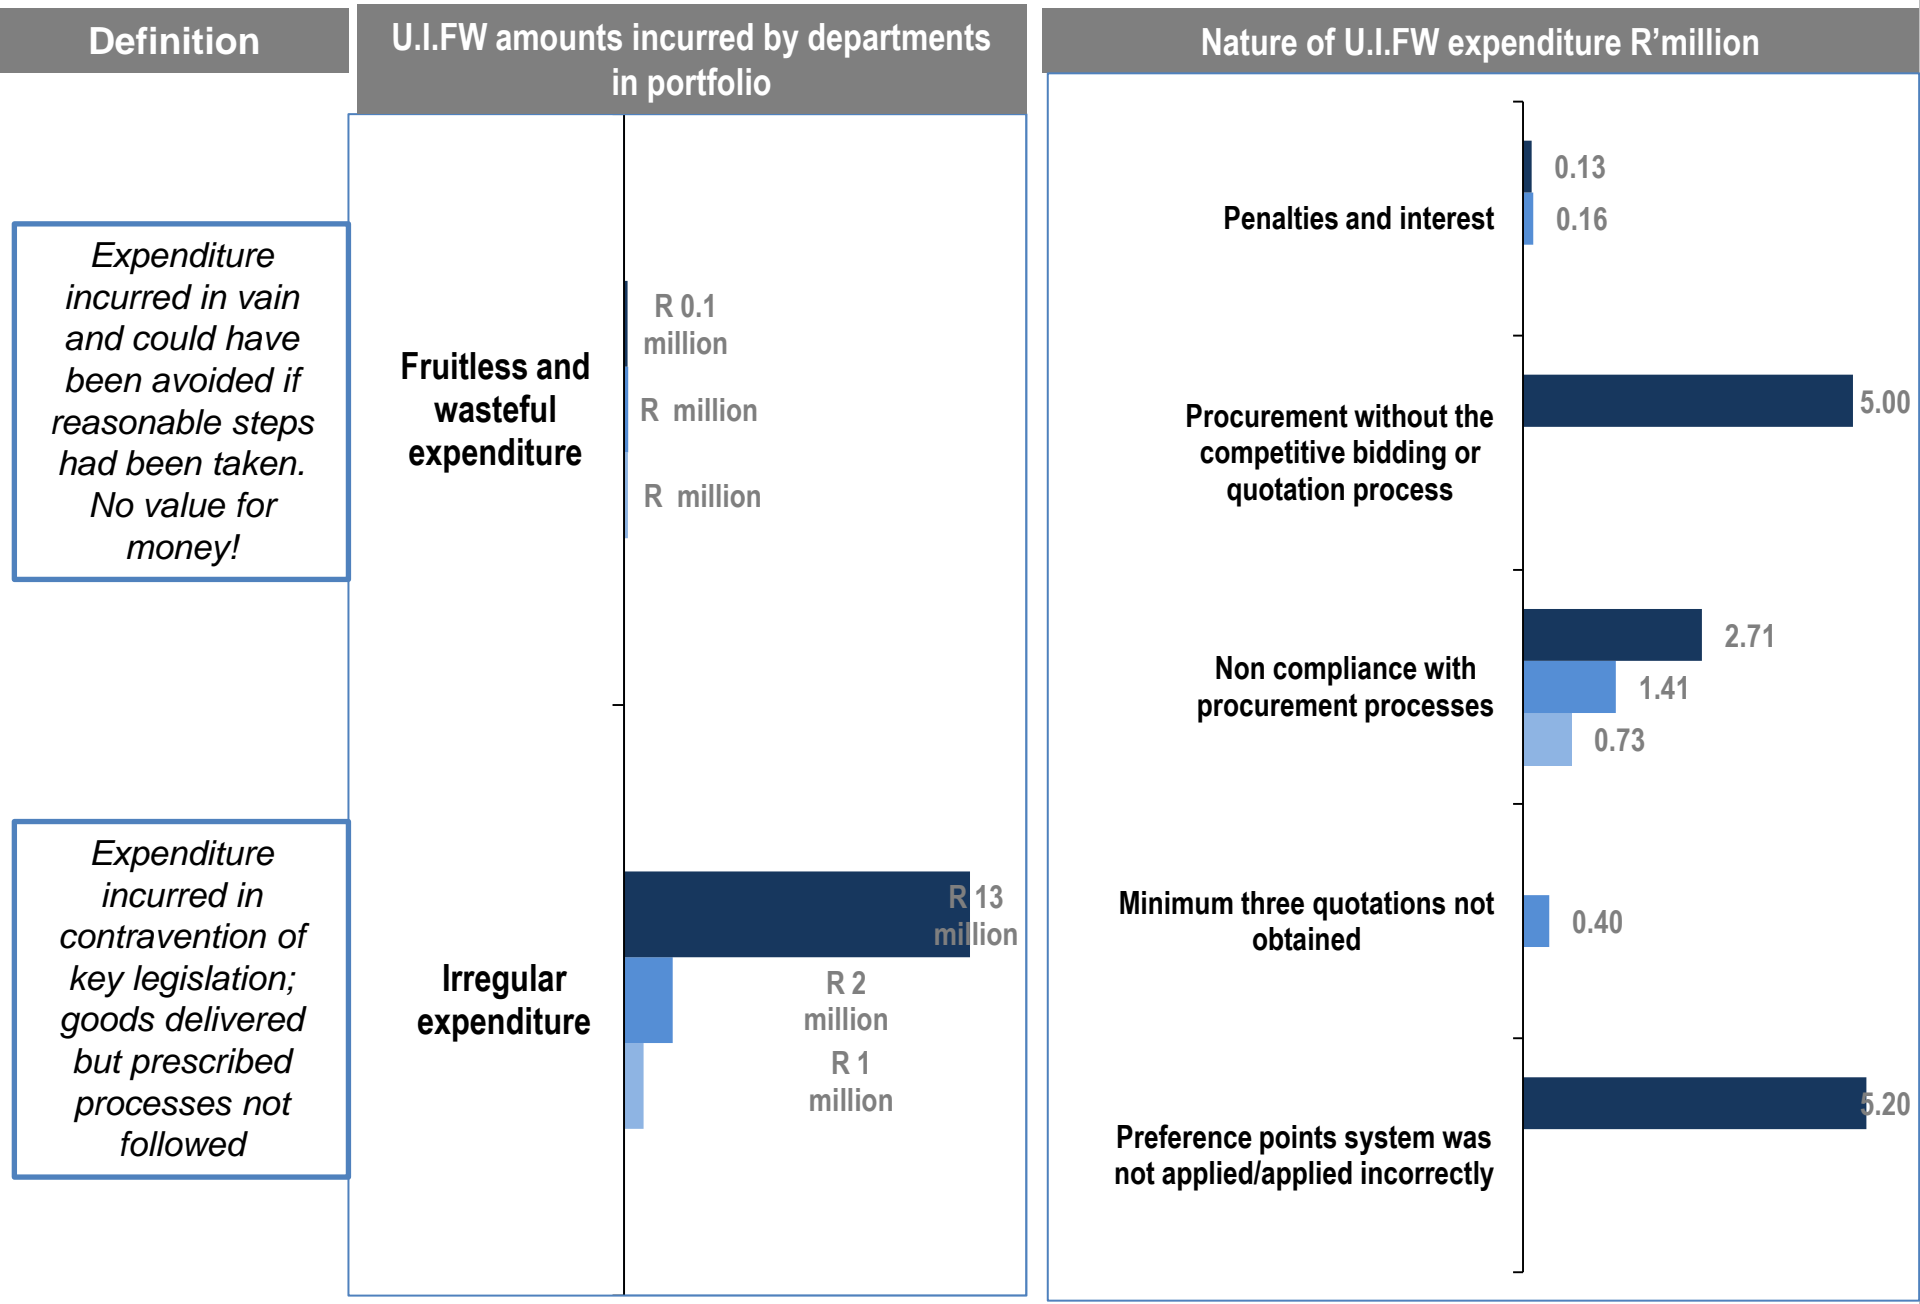 Definition
U.I.FW amounts incurred by departments
in portfolio
Nature of U.I.FW expenditure R’million
Expenditure
incurred in vain
and could have
been avoided if
reasonable steps
had been taken.
No value for
money!
Expenditure
incurred in
contravention of
key legislation;
goods delivered
but prescribed
processes not
followed
Fruitless and
wasteful
expenditure
R 0.1
million
R million
R million
Irregular
expenditure
R 13
million
R 2
million
R 1
million
Penalties and interest
0.13
0.16
Procurement without the
competitive bidding or
quotation process
5.00
Non compliance with
procurement processes
2.71
1.41
0.73
Minimum three quotations not
obtained
0.40
Preference points system was
not applied/applied incorrectly
5.20